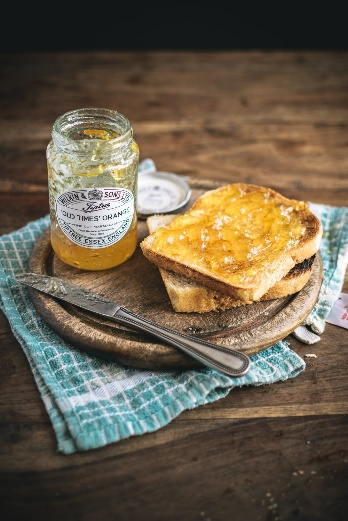 WILKIN & SONS
Tiptree
'OLD TIMES' ORANGE
TIPTREE ESSEX ENGLAND